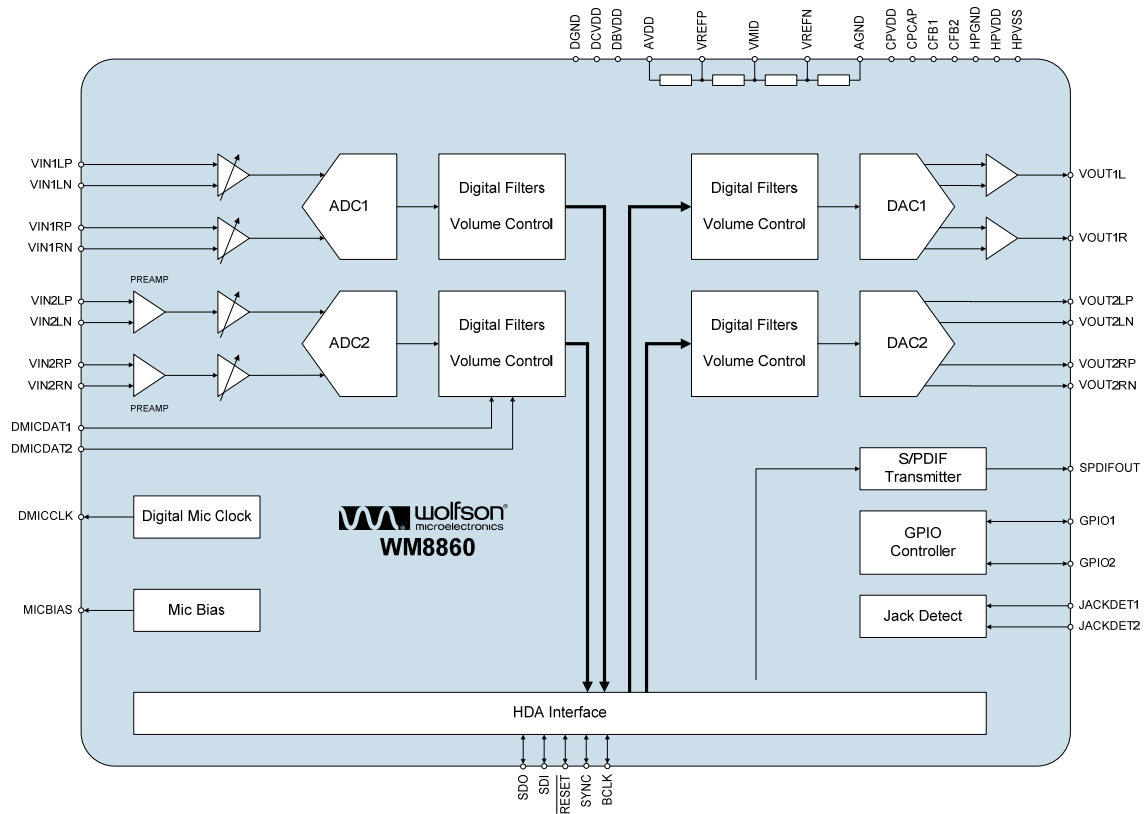 DGND
DCVDD
DBVDD
AVDD
VREFP
VMID
VREFN
AGND
CPVDD
CPCAP
CFB1
CFB2
HPGND
HPVDD
HPVSS
VIN1LP
VIN1LN
VIN1RP
VIN1RN
PREAMP
VIN2LP
VIN2LN
VIN2RP
VIN2RN
PREAMP
DMICDAT1
DMICDAT2
DMICCLK
MICBIAS
ADC1
Digital Filters
Volume Control
ADC2
Digital Filters
Volume Control
Digital Filters
Volume Control
DAC1
Digital Filters
Volume Control
DAC2
VOUT1L
VOUT1R
VOUT2LP
VOUT2LN
VOUT2RP
VOUT2RN
S/PDIF
Transmitter
SPDIFOUT
GPIO
Controller
GPIO1
GPIO2
Jack Detect
JACKDET1
JACKDET2
Digital Mic Clock
Mic Bias
wolfson®
microelectronics
WM8860
HDA Interface
SDO
SDI
RESET
SYNC
BCLK